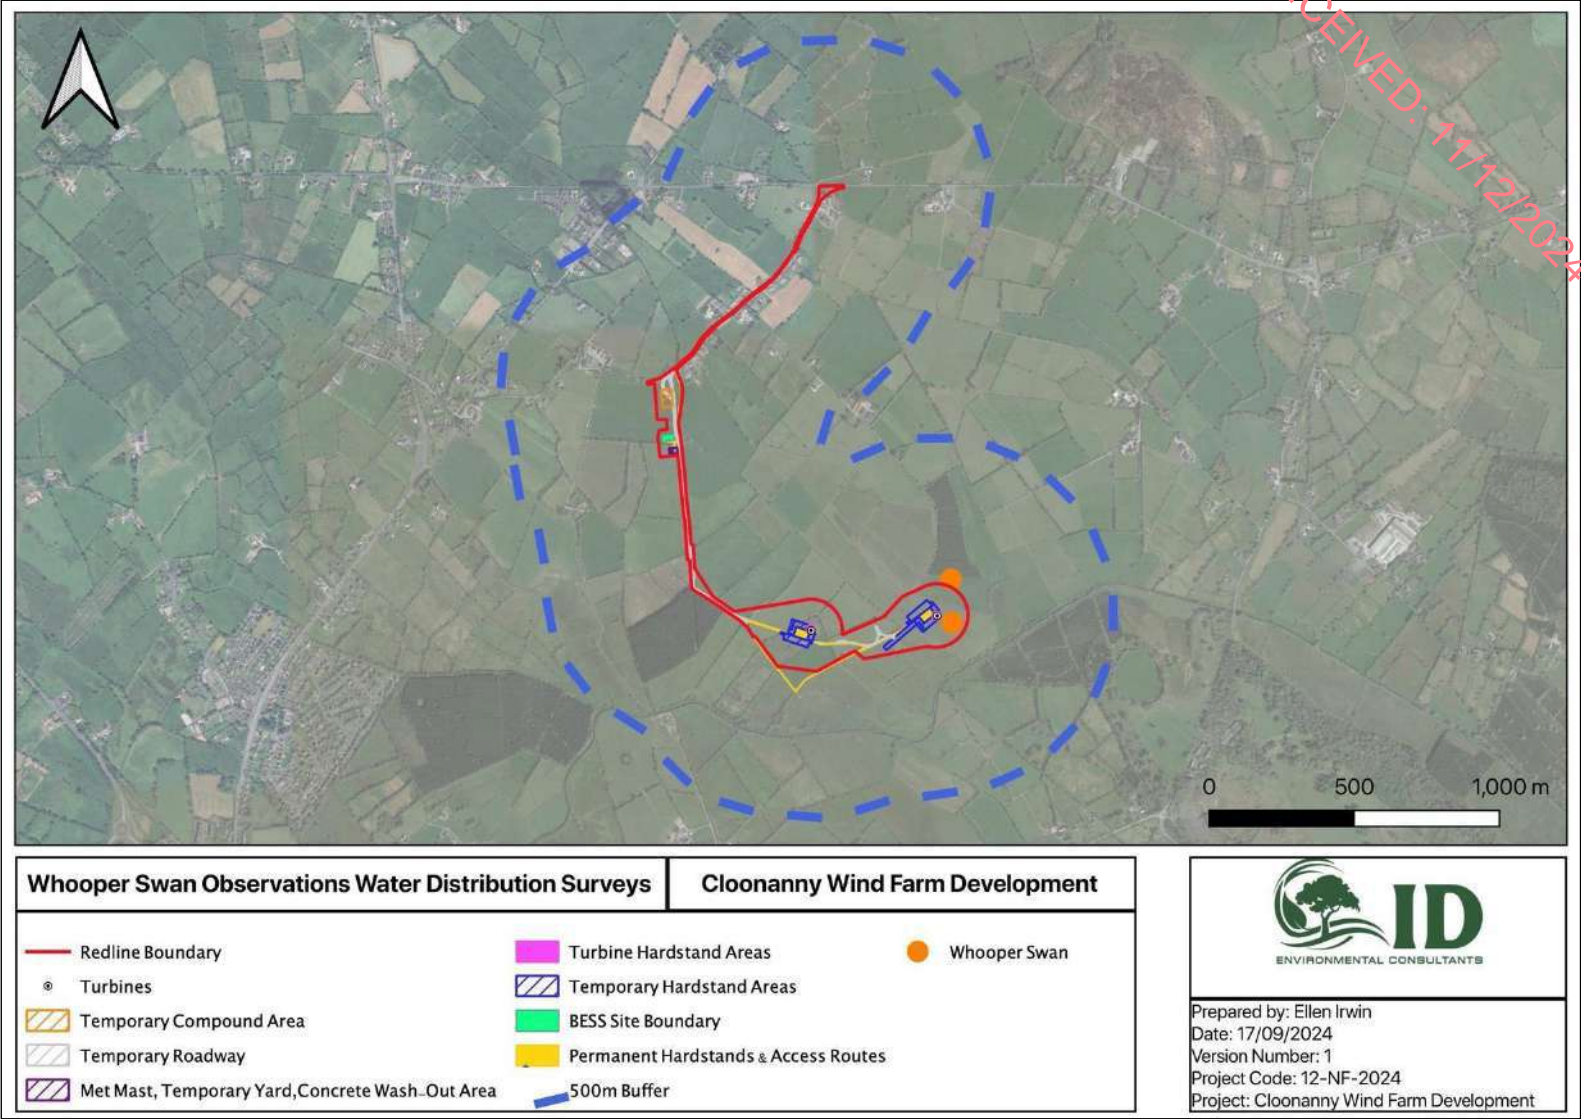 CEIVED: 11/12/2024
0 500 1,000 m
Whooper Swan Observations Water Distribution Surveys
Cloonanny Wind Farm Development
Redline Boundary
Turbines
Temporary Compound Area
Temporary Roadway
Met Mast, Temporary Yard,Concrete Wash_Out Area
Turbine Hardstand Areas
Temporary Hardstand Areas
BESS Site Boundary
Permanent Hardstands & Access Routes
500m Buffer
Whooper Swan
ID
ENVIRONMENTAL CONSULTANTS
Prepared by: Ellen Irwin
Date: 17/09/2024
Version Number: 1
Project Code: 12-NF-2024
Project: Cloonanny Wind Farm Development